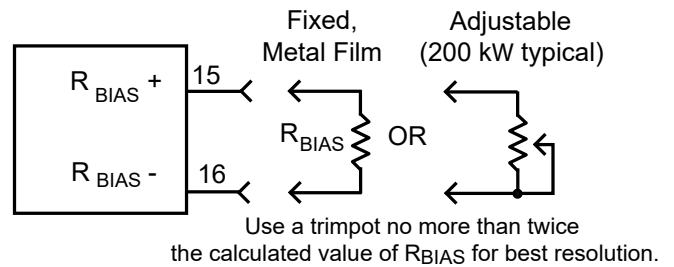 Fixed,
Metal Film
Adjustable
(200 kW typical)
R BIAS +
15
R BIAS
OR
R BIAS -
16
Use a trimpot no more than twice
the calculated value of RBIAS for best resolution.